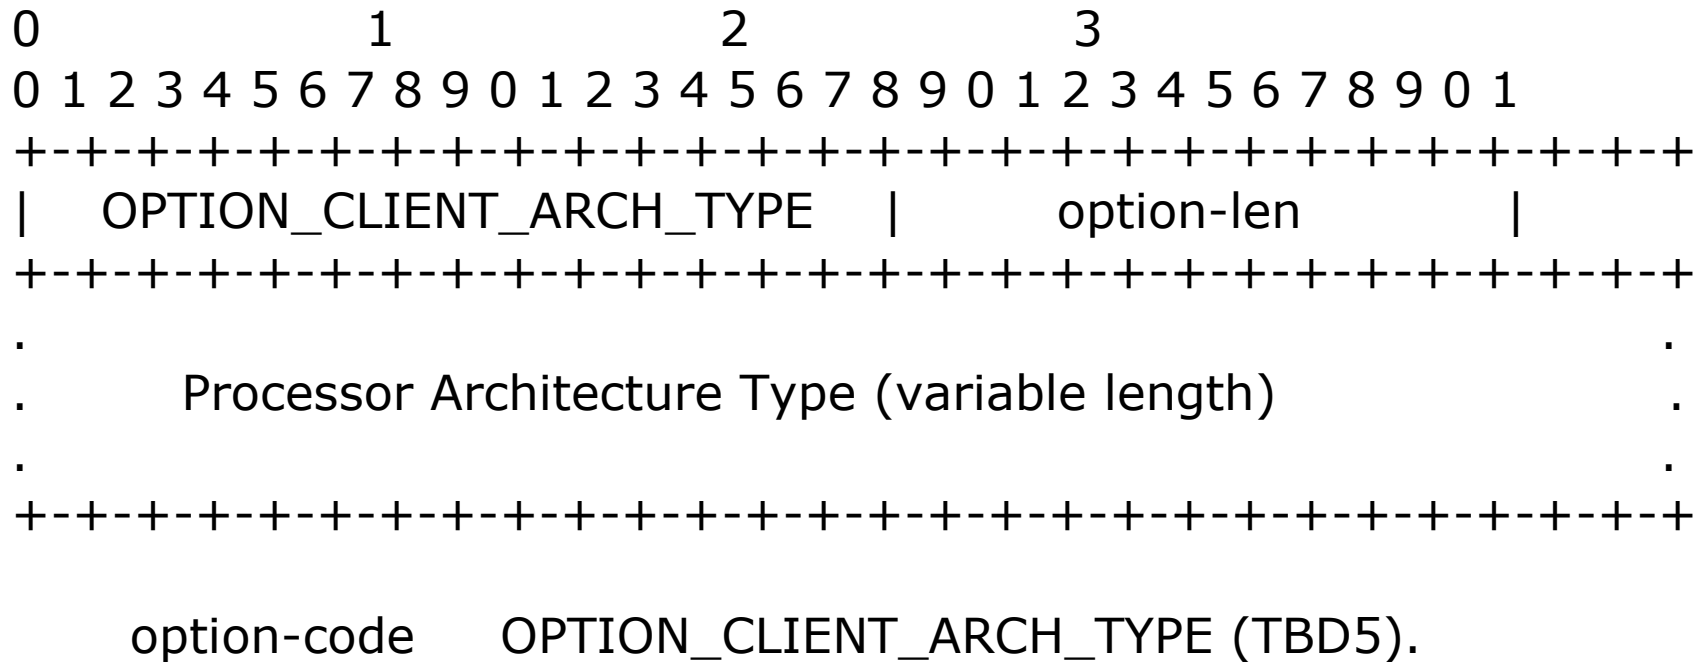 0                   1                   2                   3
0 1 2 3 4 5 6 7 8 9 0 1 2 3 4 5 6 7 8 9 0 1 2 3 4 5 6 7 8 9 0 1
+-+-+-+-+-+-+-+-+-+-+-+-+-+-+-+-+-+-+-+-+-+-+-+-+-+-+-+
|    OPTION_CLIENT_ARCH_TYPE    |        option-len        |
+-+-+-+-+-+-+-+-+-+-+-+-+-+-+-+-+-+-+-+-+-+-+-+-+-+-+-+
.                                                               .
.       Processor Architecture Type (variable length)           .
.                                                               .
+-+-+-+-+-+-+-+-+-+-+-+-+-+-+-+-+-+-+-+-+-+-+-+-+-+-+-+
option-code     OPTION_CLIENT_ARCH_TYPE (TBD5).